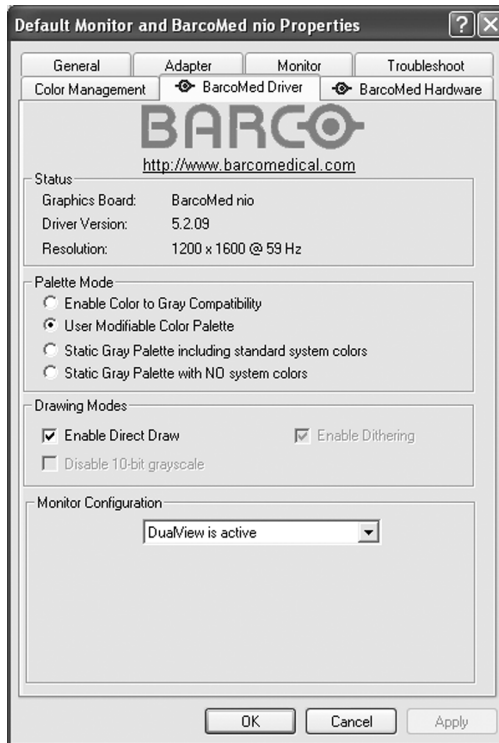 Default Monitor and BarcoMed nio Properties
General Adapter Monitor Troubleshoot
Color Management BarcoMed Driver BarcoMed Hardware
BARCO
http://www.barcomedical.com
Status
Graphics Board: BarcoMed nio
Driver Version: 5.2.09
Resolution: 1200 x 1600 @ 59 Hz
Palette Mode
Enable Color to Gray Compatibility
User Modifiable Color Palette
Static Gray Palette including standard system colors
Static Gray Palette with NO system colors
Drawing Modes
Enable Direct Draw Enable Dithering
Disable 10-bit grayscale
Monitor Configuration
DualView is active
OK Cancel Apply